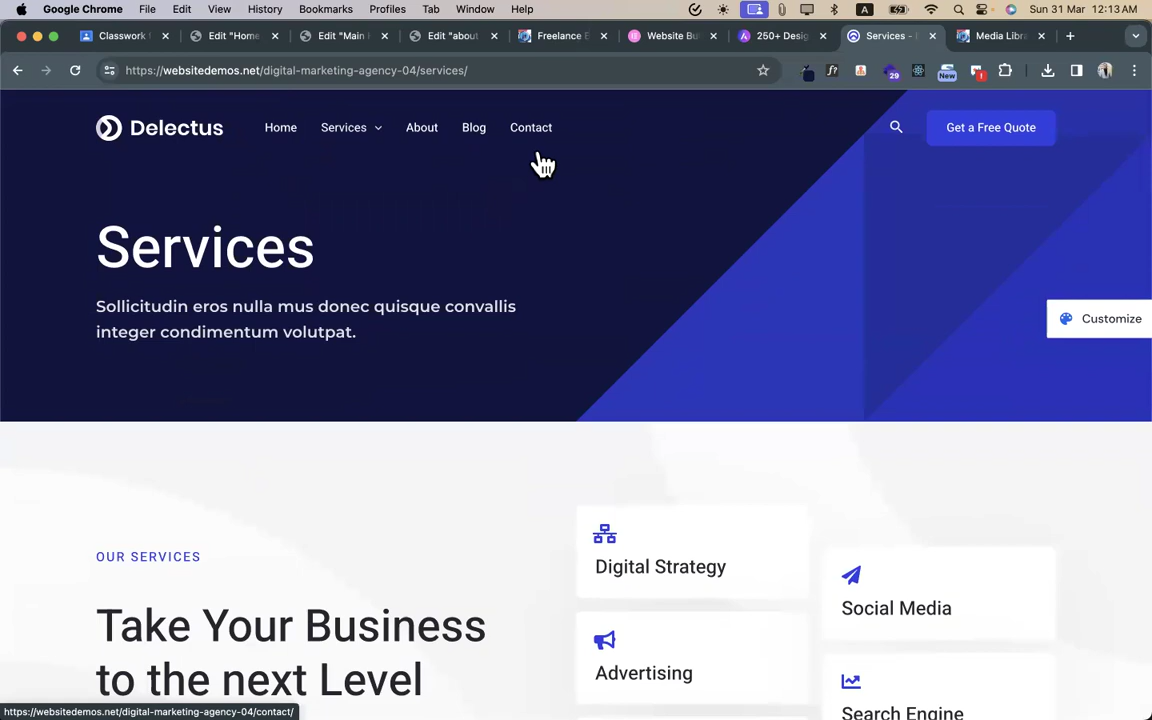 Google Chrome File Edit View History Bookmarks Profiles Tab Window Help A Sun 31 Mar 12:13 AM
Classwork Edit "Home Edit "Main Edit "about Freelance Website 250+ Services - Media Libra
https://websitedemos.net/digital-marketing-agency-04/services/ f? 29 New !
Delectus Home Services About Blog Contact Get a Free Quote
Services
Sollicitudin eros nulla mus donec quisque convallis
integer condimentum volutpat.
Customize
OUR SERVICES
Take Your Business
to the next Level
Digital Strategy
Social Media
Advertising
Search Engine
https://websitedemos.net/digital-marketing-agency-04/contact/